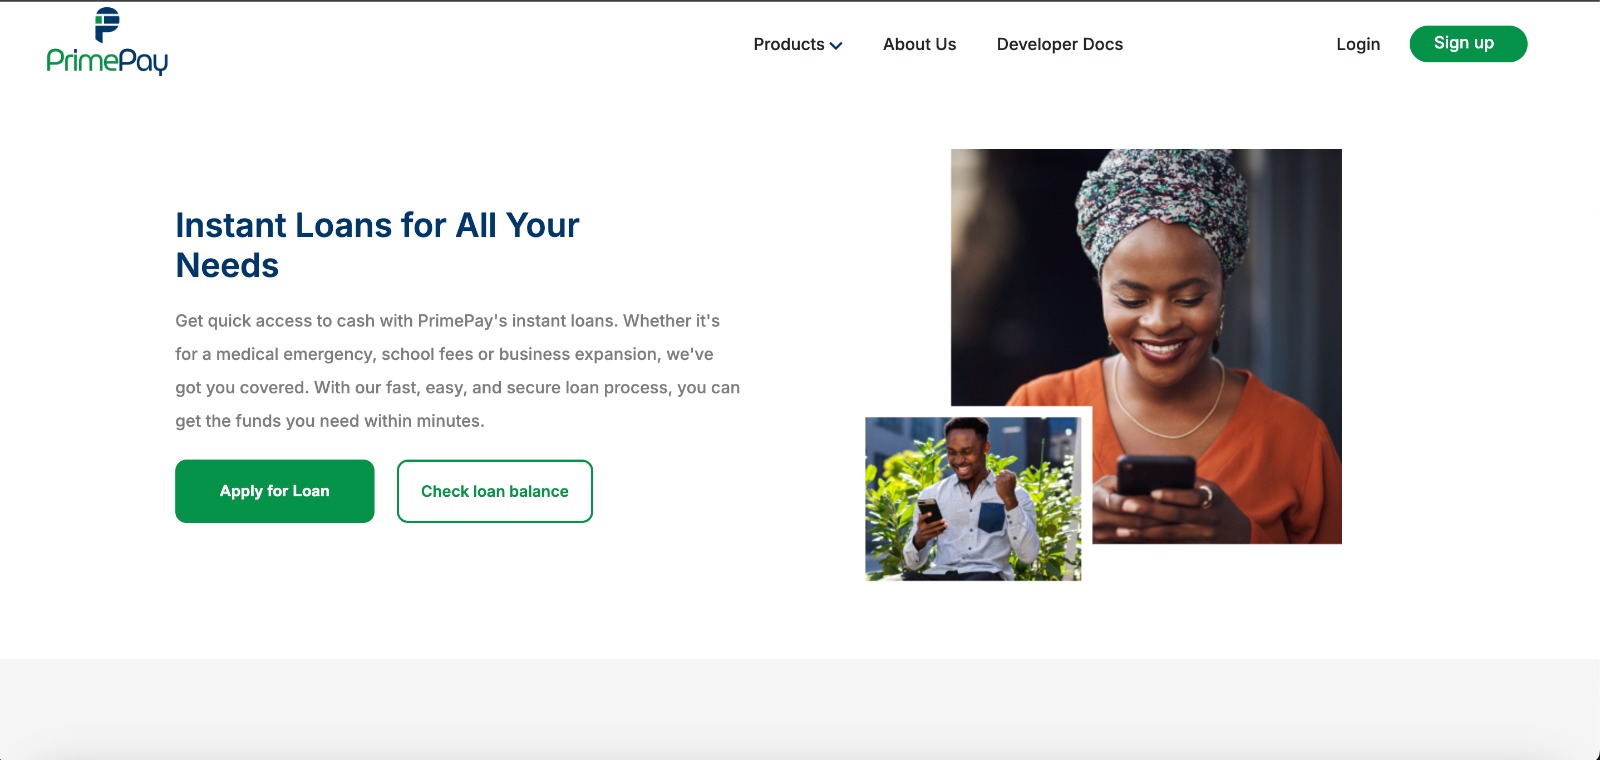 PrimePay
Products
About Us
Developer Docs
Login
Sign up
Instant Loans for All Your
Needs
Get quick access to cash with PrimePay's instant loans. Whether it's
for a medical emergency, school fees or business expansion, we've
got you covered. With our fast, easy, and secure loan process, you can
get the funds you need within minutes.
Apply for Loan
Check loan balance